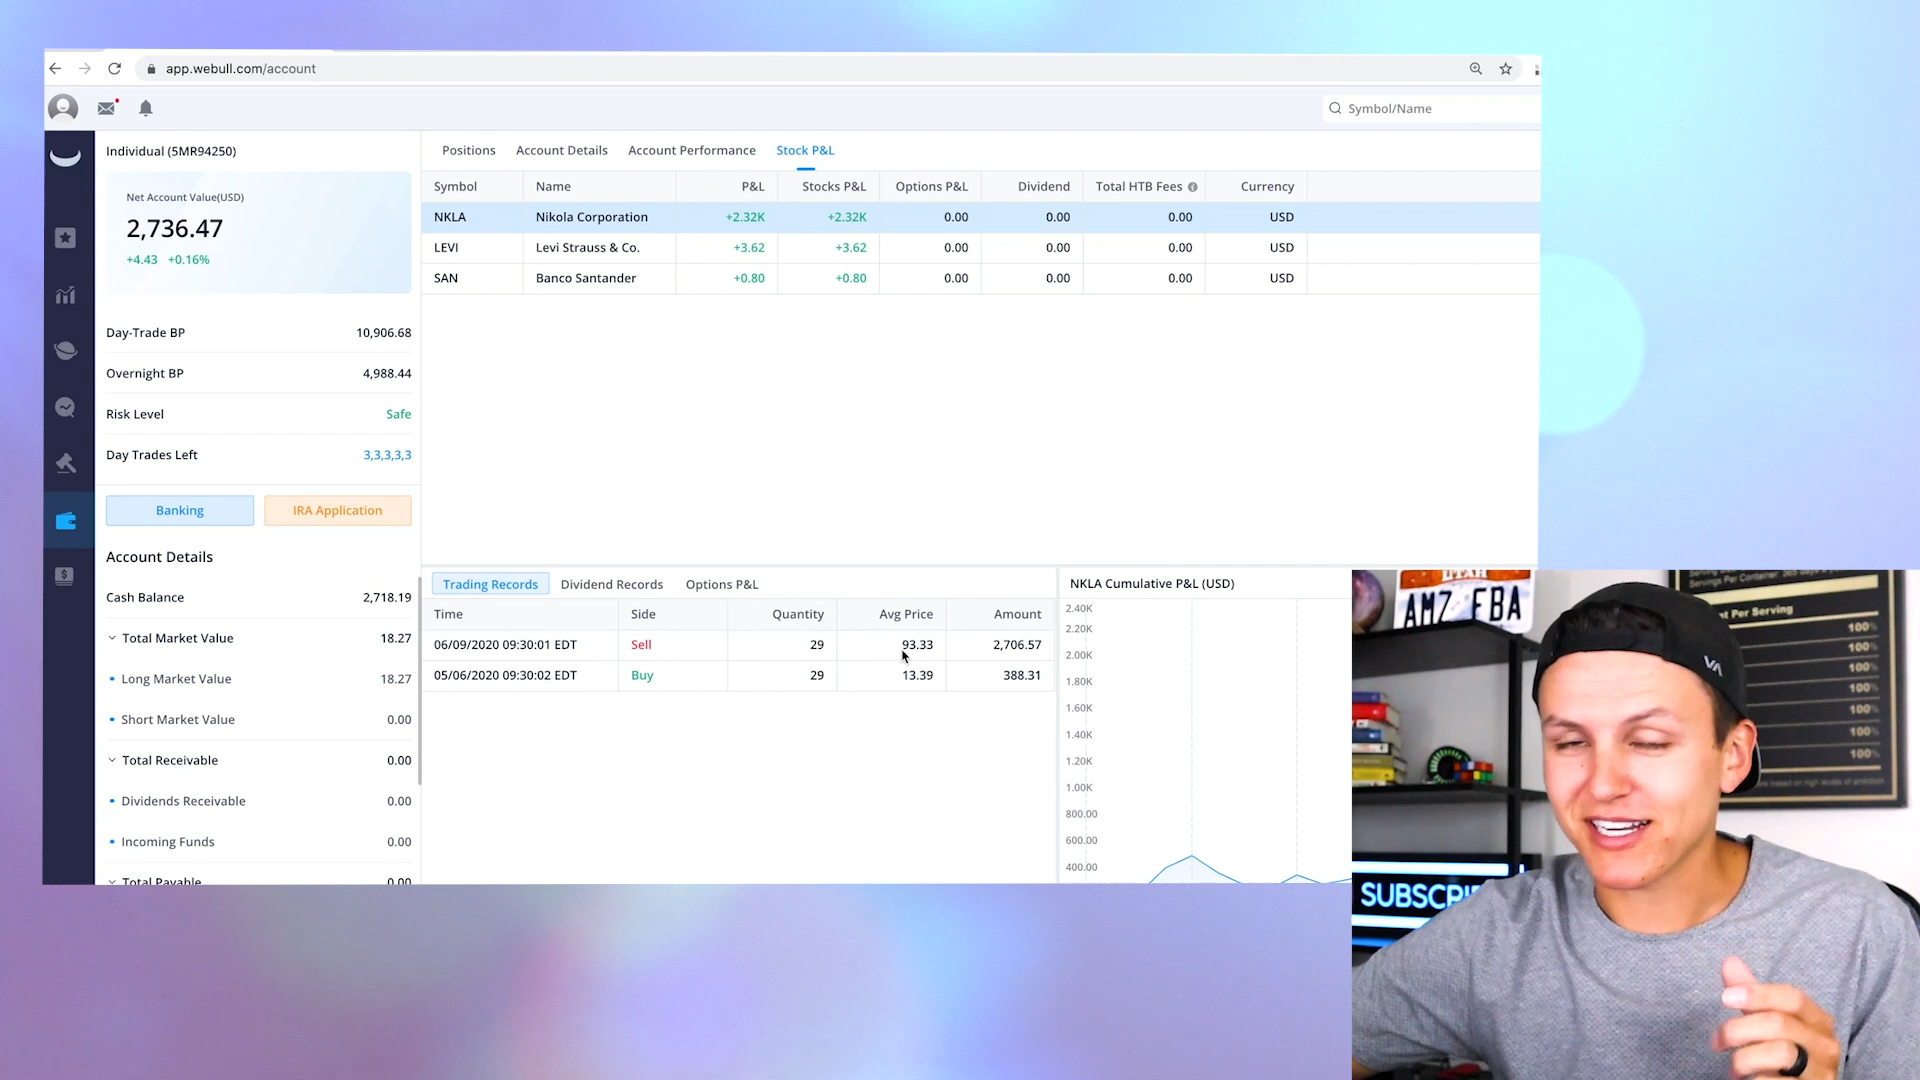 app.webull.com/account
Symbol/Name
Individual (5MR94250)
Net Account Value(USD)
2,736.47
+4.43 +0.16%
Day-Trade BP 10,906.68
Overnight BP 4,988.44
Risk Level Safe
Day Trades Left 3,3,3,3,3
Banking IRA Application
Account Details
Cash Balance 2,718.19
Total Market Value 18.27
Long Market Value 18.27
Short Market Value 0.00
Total Receivable 0.00
Dividends Receivable 0.00
Incoming Funds 0.00
Total Payable 0.00
Positions Account Details Account Performance Stock P&L
Symbol Name P&L Stocks P&L Options P&L Dividend Total HTB Fees Currency
NKLA Nikola Corporation +2.32K +2.32K 0.00 0.00 0.00 USD
LEVI Levi Strauss & Co. +3.62 +3.62 0.00 0.00 0.00 USD
SAN Banco Santander +0.80 +0.80 0.00 0.00 0.00 USD
Trading Records Dividend Records Options P&L
Time Side Quantity Avg Price Amount
06/09/2020 09:30:01 EDT Sell 29 93.33 2,706.57
05/06/2020 09:30:02 EDT Buy 29 13.39 388.31
NKLA Cumulative P&L (USD)
2.40K
2.20K
2.00K
1.80K
1.60K
1.40K
1.20K
1.00K
800.00
600.00
400.00
UTAH
AMZ FBA
Per Serving
100%
100%
100%
100%
100%
100%
100%
VA
SUBSCRI